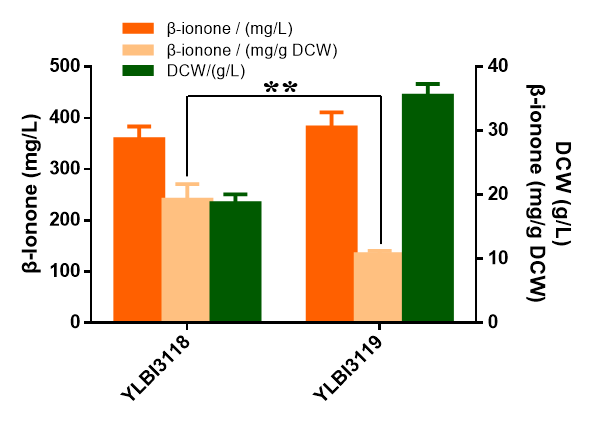 β-ionone / (mg/L)
β-ionone / (mg/g DCW)
DCW/(g/L)
**
500
400
300
200
100
0
β-Ionone (mg/L)
40
30
20
10
0
DCW (g/L)
β-ionone (mg/g DCW)
YLBI3118
YLBI3119